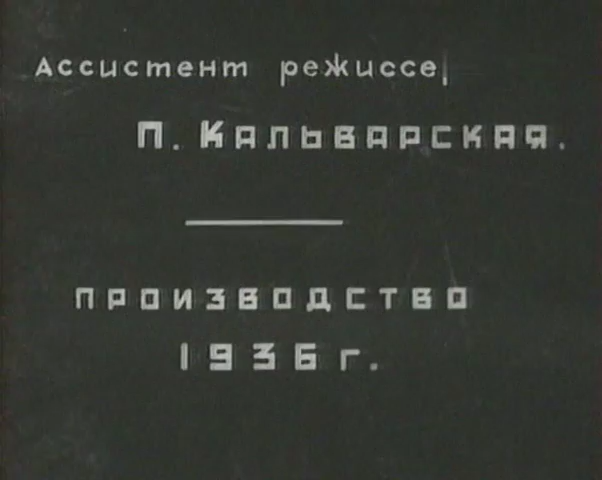 Ассистент режиссе
П. Кальварская.
производство
1936 г.